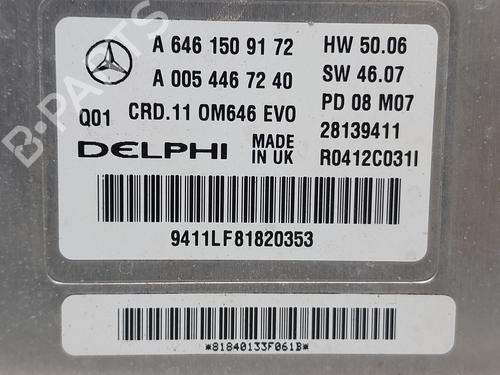 A 646 150 91 72 HW 50.06
A 005 446 72 40 SW 46.07
Q01 CRD.11 OM646 EVO PD 08 M07
28139411
DELPHI MADE IN UK R0412C031I
9411LF81820353
*81840133F061B*
B-PARTS